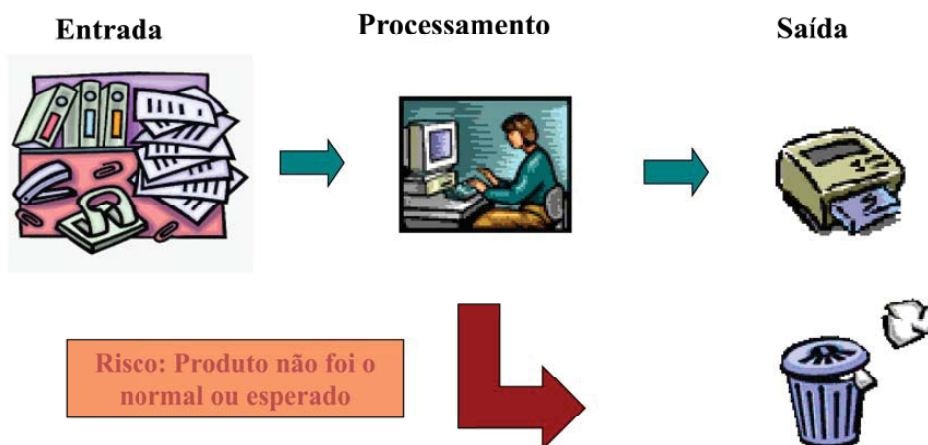 Entrada
Processamento
Saída
Risco: Produto não foi o
normal ou esperado